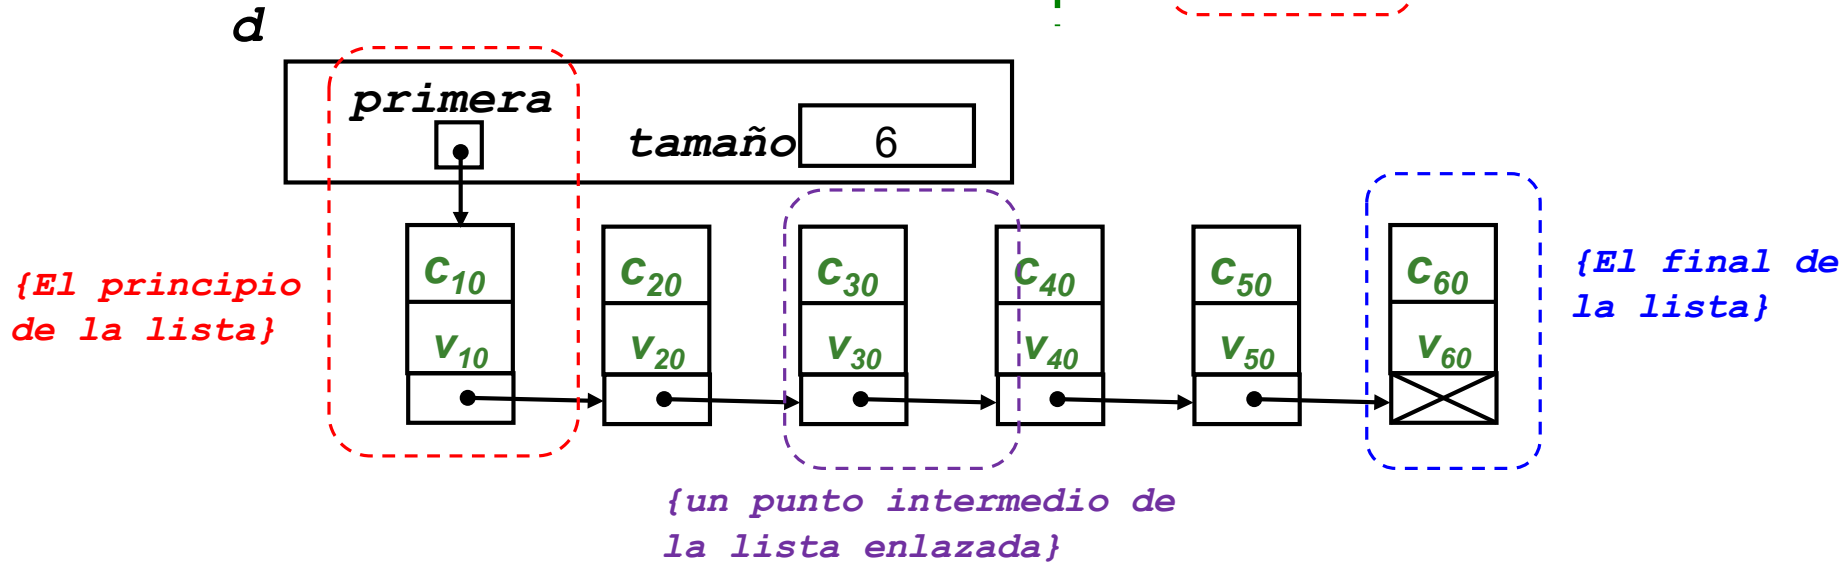 d
primera
tamaño 6
c10 c20 c30 c40 c50 c60
v10 v20 v30 v40 v50 v60
{El principio
de la lista}
{El final de
la lista}
{un punto intermedio de
la lista enlazada}